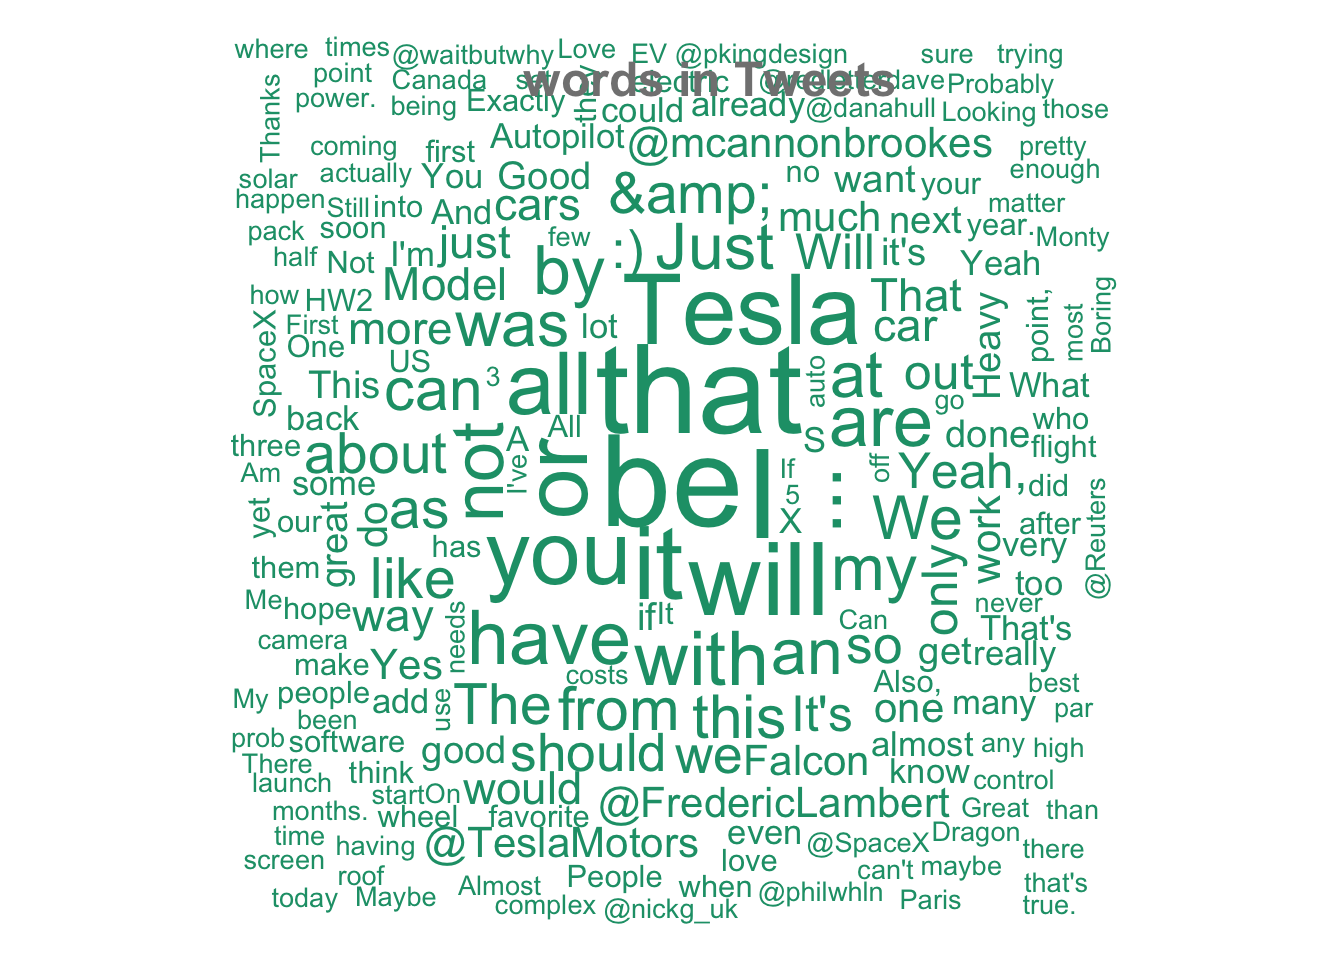 where times @waitbutwhy Love EV @pkingdesign sure trying
words in Tweets
Thanks point Canada set they electric Probably
power. being Exactly could already @danahull Looking those
coming first Autopilot @mcannonbrookes pretty
solar actually You Good &amp; no want your enough
happen Still into And cars much next year. matter
pack soon I'm just few :) Just Will it's Yeah Monty
half Not Model by Tesla That
how HW2 more was lot car Heavy point, most Boring
SpaceX First One US
This can 3 all that auto at out What
back A All S are go done who
three about not I've or be I If : off Yeah, flight
Am some 5 did
yet our great do as X We work after @Reuters
has you it will my only very
them like too
Me hope way if It Can never
camera needs have with an so get really That's
make Yes costs Also, best
My people add use The from this It's one many par
been
prob software good should we Falcon almost any high
There think know control
launch start On would
months. wheel favorite @FredericLambert Great than
time having @TeslaMotors even @SpaceX Dragon there
screen roof love can't maybe
today Maybe Almost People when @philwhln Paris that's
complex @nickg_uk true.